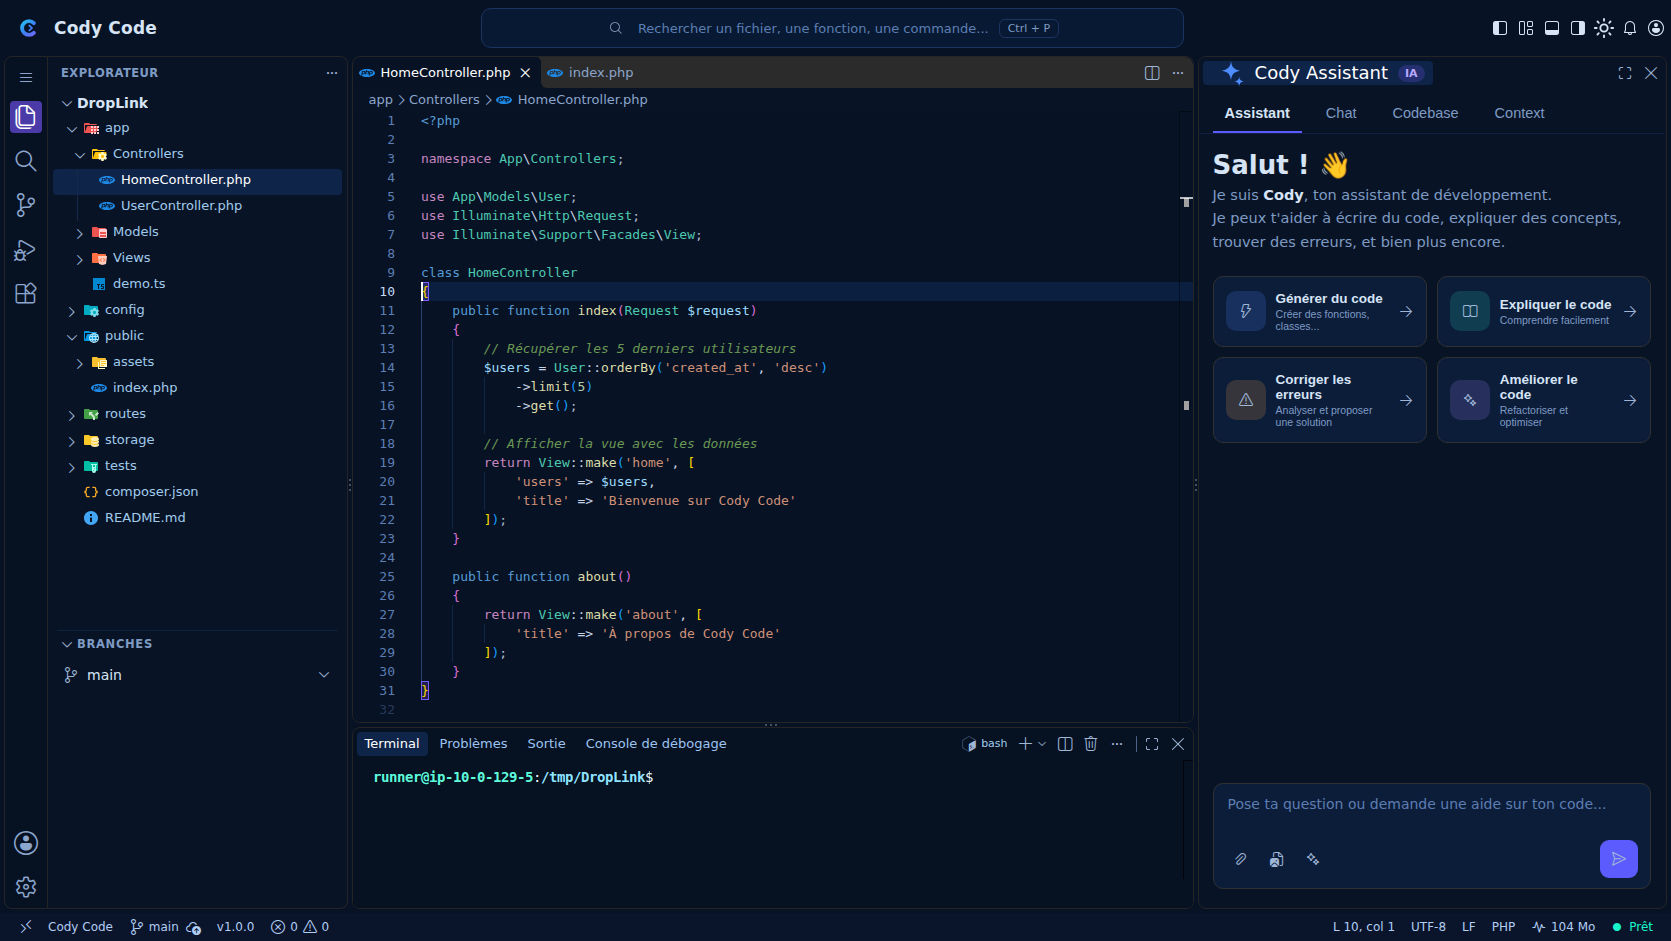 Cody Code
Rechercher un fichier, une fonction, une commande... Ctrl + P
EXPLORATEUR
DropLink
app
Controllers
HomeController.php
UserController.php
Models
Views
demo.ts
config
public
assets
index.php
routes
storage
tests
composer.json
README.md
BRANCHES
main
HomeController.php
index.php
app Controllers HomeController.php
1 <?php
2
3 namespace App\Controllers;
4
5 use App\Models\User;
6 use Illuminate\Http\Request;
7 use Illuminate\Support\Facades\View;
8
9 class HomeController
10 {
11 public function index(Request $request)
12 {
13 // Récupérer les 5 derniers utilisateurs
14 $users = User::orderBy('created_at', 'desc')
15 ->limit(5)
16 ->get();
17
18 // Afficher la vue avec les données
19 return View::make('home', [
20 'users' => $users,
21 'title' => 'Bienvenue sur Cody Code'
22 ]);
23 }
24
25 public function about()
26 {
27 return View::make('about', [
28 'title' => 'À propos de Cody Code'
29 ]);
30 }
31 }
32
Terminal Problèmes Sortie Console de débogage
bash
runner@ip-10-0-129-5:/tmp/DropLink$
Cody Assistant IA
Assistant Chat Codebase Context
Salut ! 👋
Je suis Cody, ton assistant de développement.
Je peux t'aider à écrire du code, expliquer des concepts,
trouver des erreurs, et bien plus encore.
Générer du code
Créer des fonctions,
classes...
Expliquer le code
Comprendre facilement
Corriger les
erreurs
Analyser et proposer
une solution
Améliorer le
code
Refactoriser et
optimiser
Pose ta question ou demande une aide sur ton code...
Cody Code main v1.0.0 0 0
L 10, col 1 UTF-8 LF PHP 104 Mo Prêt